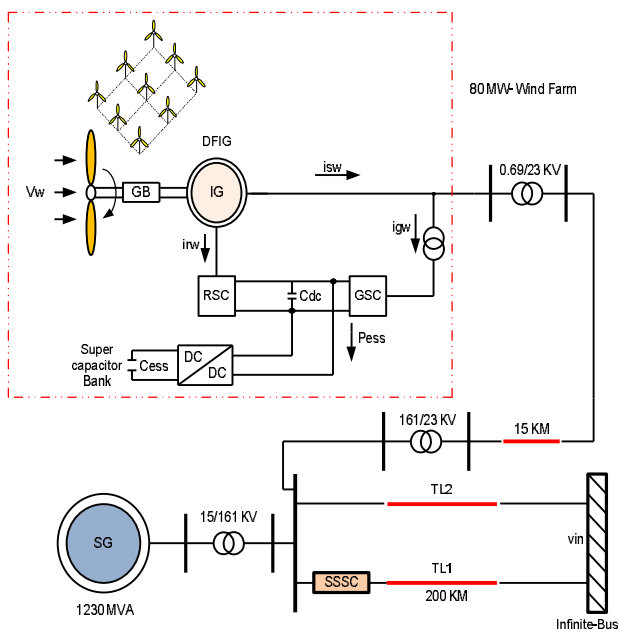 80 MW- Wind Farm
DFIG
isw
0.69/23 KV
Vw
GB
IG
irw
igw
RSC
Cdc
GSC
Pess
Super
capacitor
Bank
Cess
DC
DC
161/23 KV
15 KM
TL2
15/161 KV
SG
vin
TL1
SSSC
200 KM
1230 MVA
Infinite-Bus